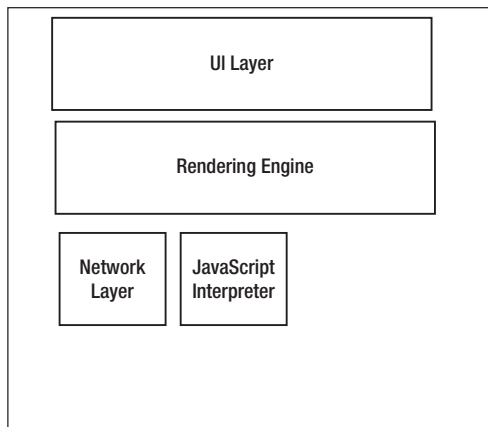 UI Layer
Rendering Engine
Network
Layer
JavaScript
Interpreter